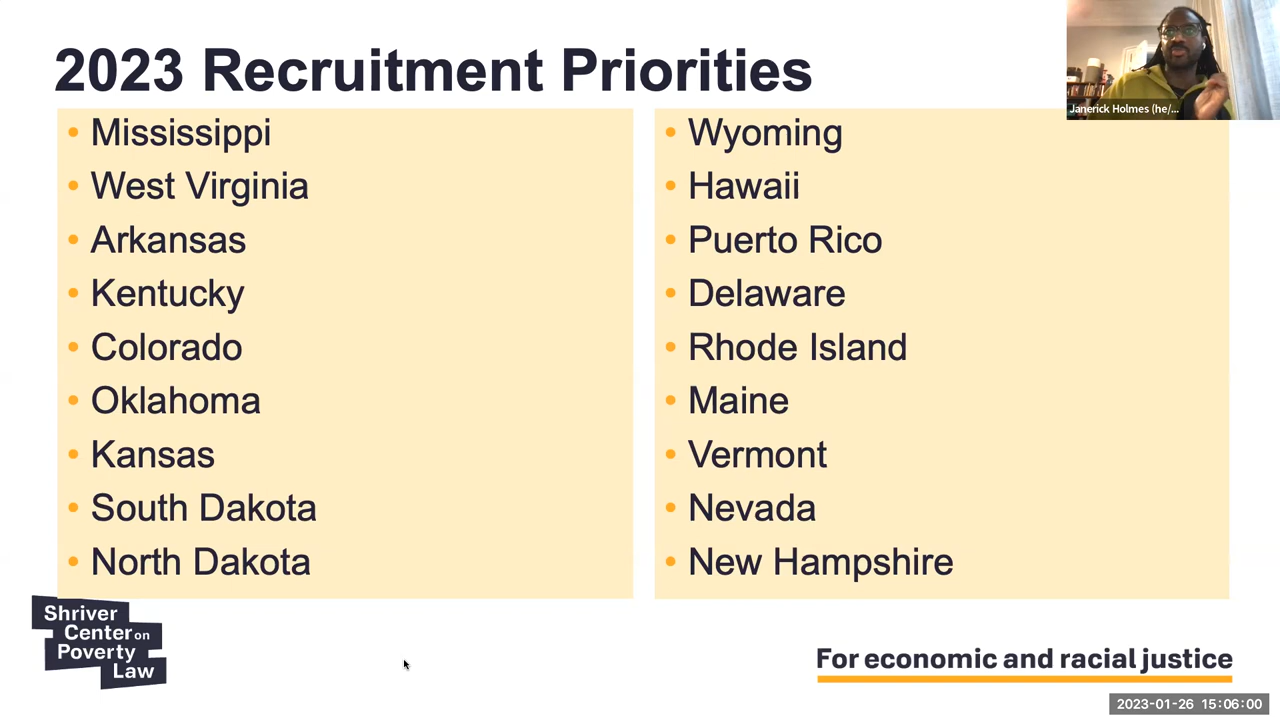 2023 Recruitment Priorities
Janerick Holmes (he/...
• Mississippi
• West Virginia
• Arkansas
• Kentucky
• Colorado
• Oklahoma
• Kansas
• South Dakota
• North Dakota
• Wyoming
• Hawaii
• Puerto Rico
• Delaware
• Rhode Island
• Maine
• Vermont
• Nevada
• New Hampshire
Shriver
Center on
Poverty
Law
For economic and racial justice
2023-01-26 15:06:00